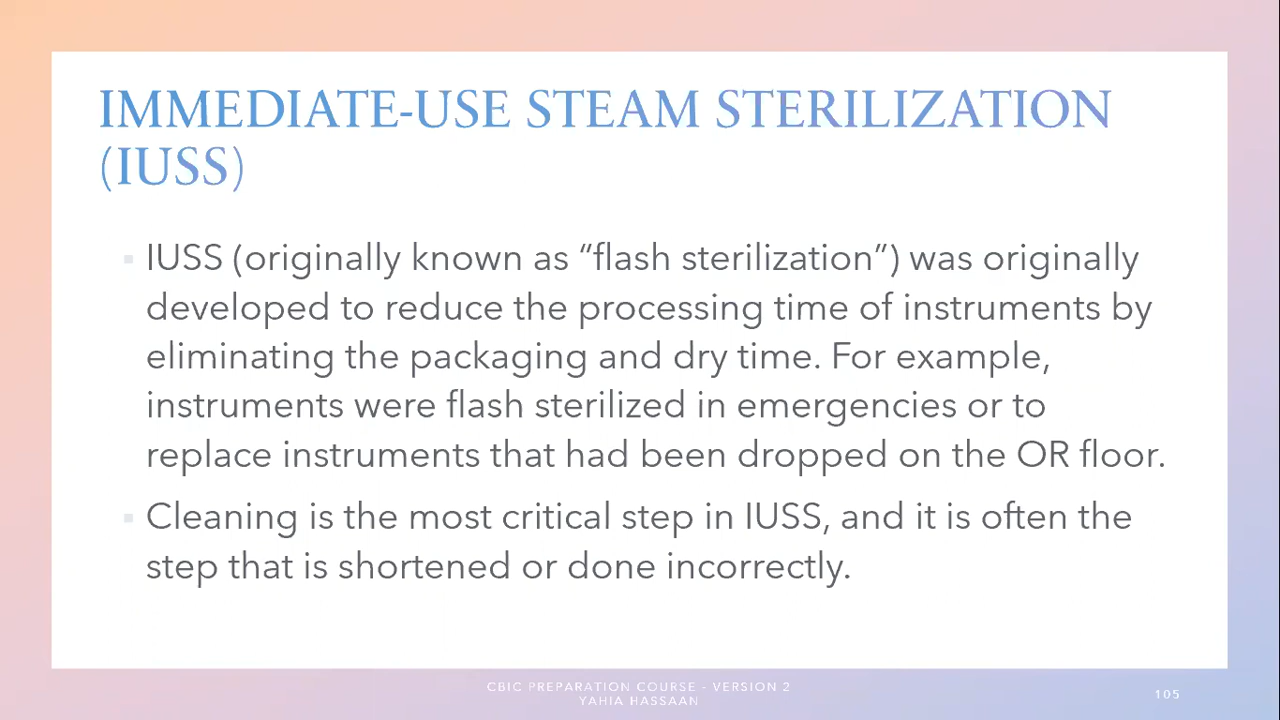 IMMEDIATE-USE STEAM STERILIZATION
(IUSS)
▪ IUSS (originally known as “flash sterilization”) was originally
developed to reduce the processing time of instruments by
eliminating the packaging and dry time. For example,
instruments were flash sterilized in emergencies or to
replace instruments that had been dropped on the OR floor.
▪ Cleaning is the most critical step in IUSS, and it is often the
step that is shortened or done incorrectly.
CBIC PREPARATION COURSE - VERSION 2
YAHIA HASSAAN
105